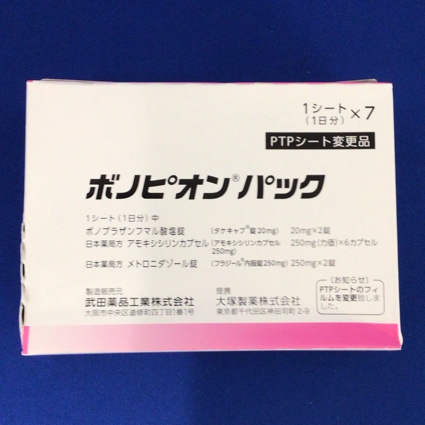 1シート
(1日分) ×7
PTPシート変更品
ボノピオン®パック
1シート(1日分)中
ボノプラザンフマル酸塩錠 (タケキャブ®錠20mg) 20mg×2錠
日本薬局方 アモキシシリンカプセル (アモキシシリンカプセル 250mg(力価)×6カプセル
250mg)
日本薬局方 メトロニダゾール錠 (フラジール®内服錠250mg) 250mg×2錠
(お知らせ)
PTPシートのフィ
ルムを変更致しま
した。
製造販売元 提携
武田薬品工業株式会社 大塚製薬株式会社
大阪市中央区道修町四丁目1番1号 東京都千代田区神田司町2-9